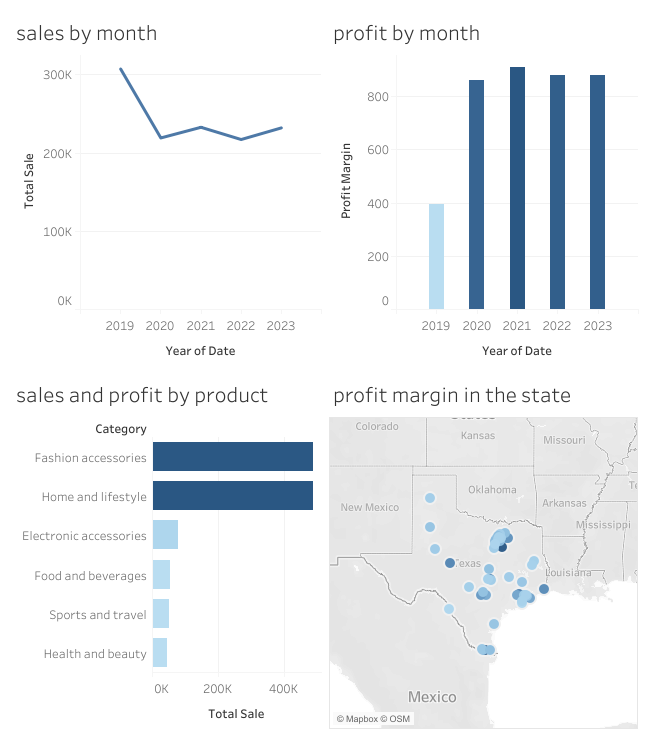 sales by month
300K
200K
100K
0K
Total Sale
2019 2020 2021 2022 2023
Year of Date
profit by month
800
600
400
200
0
Profit Margin
2019 2020 2021 2022 2023
Year of Date
sales and profit by product
Category
Fashion accessories
Home and lifestyle
Electronic accessories
Food and beverages
Sports and travel
Health and beauty
0K 200K 400K
Total Sale
profit margin in the state
Colorado
Kansas
Missouri
Oklahoma
New Mexico
Arkansas
Mississippi
Louisiana
Mexico
© Mapbox © OSM